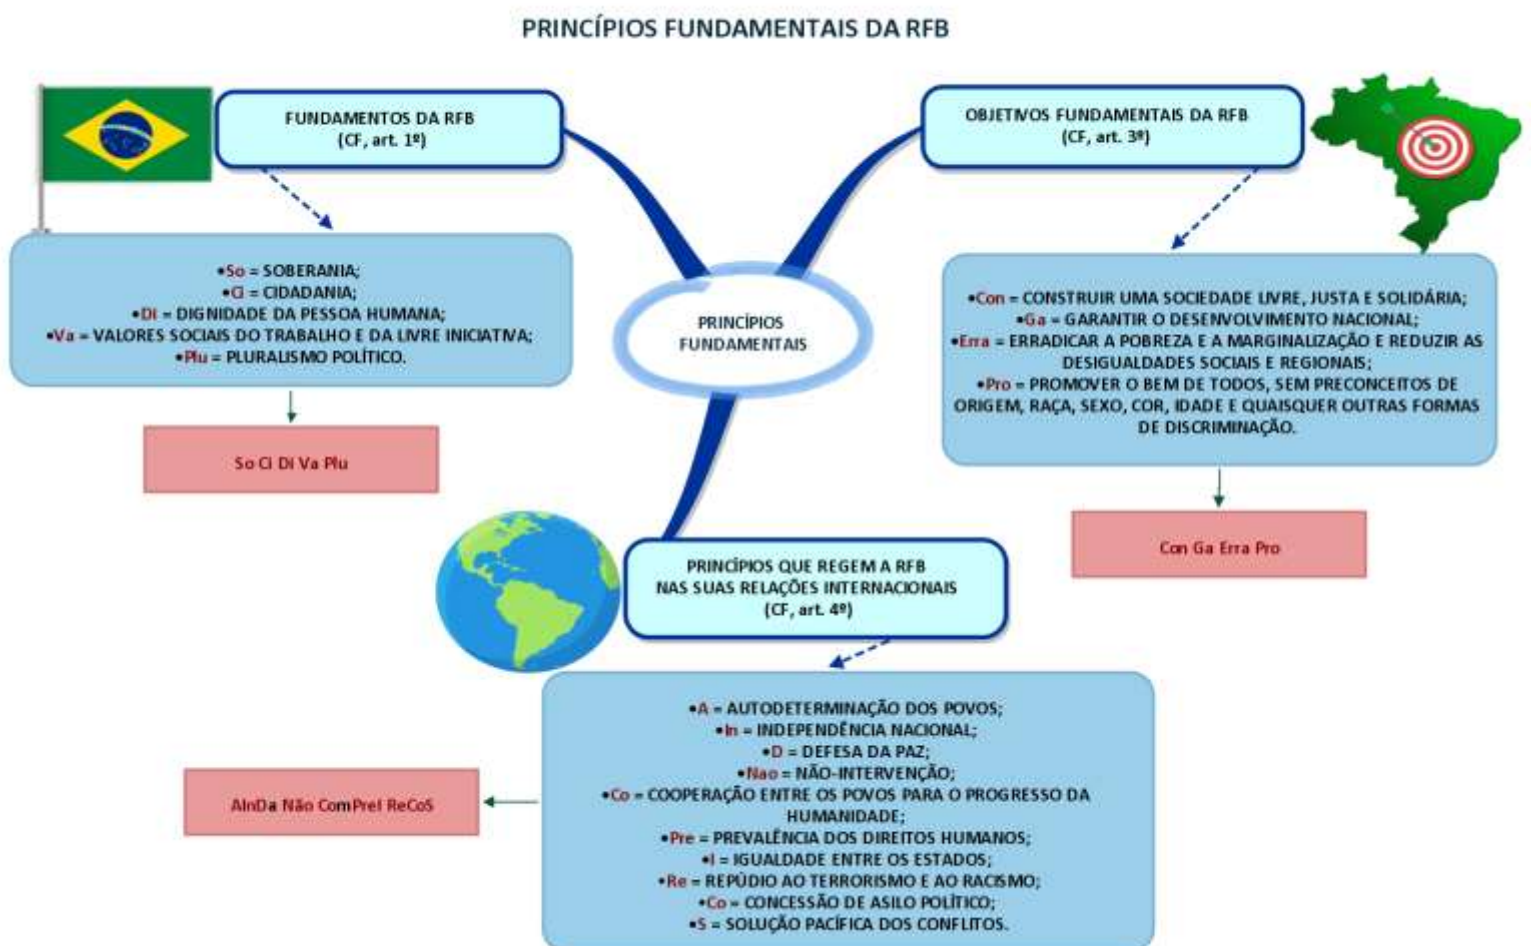 PRINCÍPIOS FUNDAMENTAIS DA RFB
FUNDAMENTOS DA RFB
(CF, art. 1º)
•So = SOBERANIA;
•Ci = CIDADANIA;
•Di = DIGNIDADE DA PESSOA HUMANA;
•Va = VALORES SOCIAIS DO TRABALHO E DA LIVRE INICIATIVA;
•Plu = PLURALISMO POLÍTICO.
So Ci Di Va Plu
OBJETIVOS FUNDAMENTAIS DA RFB
(CF, art. 3º)
•Con = CONSTRUIR UMA SOCIEDADE LIVRE, JUSTA E SOLIDÁRIA;
•Ga = GARANTIR O DESENVOLVIMENTO NACIONAL;
•Erra = ERRADICAR A POBREZA E A MARGINALIZAÇÃO E REDUZIR AS
DESIGUALDADES SOCIAIS E REGIONAIS;
•Pro = PROMOVER O BEM DE TODOS, SEM PRECONCEITOS DE
ORIGEM, RAÇA, SEXO, COR, IDADE E QUAISQUER OUTRAS FORMAS
DE DISCRIMINAÇÃO.
Con Ga Erra Pro
PRINCÍPIOS
FUNDAMENTAIS
PRINCÍPIOS QUE REGEM A RFB
NAS SUAS RELAÇÕES INTERNACIONAIS
(CF, art. 4º)
•A = AUTODETERMINAÇÃO DOS POVOS;
•In = INDEPENDÊNCIA NACIONAL;
•D = DEFESA DA PAZ;
•Nao = NÃO-INTERVENÇÃO;
•Co = COOPERAÇÃO ENTRE OS POVOS PARA O PROGRESSO DA
HUMANIDADE;
•Pre = PREVALÊNCIA DOS DIREITOS HUMANOS;
•I = IGUALDADE ENTRE OS ESTADOS;
•Re = REPÚDIO AO TERRORISMO E AO RACISMO;
•Co = CONCESSÃO DE ASILO POLÍTICO;
•S = SOLUÇÃO PACÍFICA DOS CONFLITOS.
AInDa Não ComPreI ReCoS